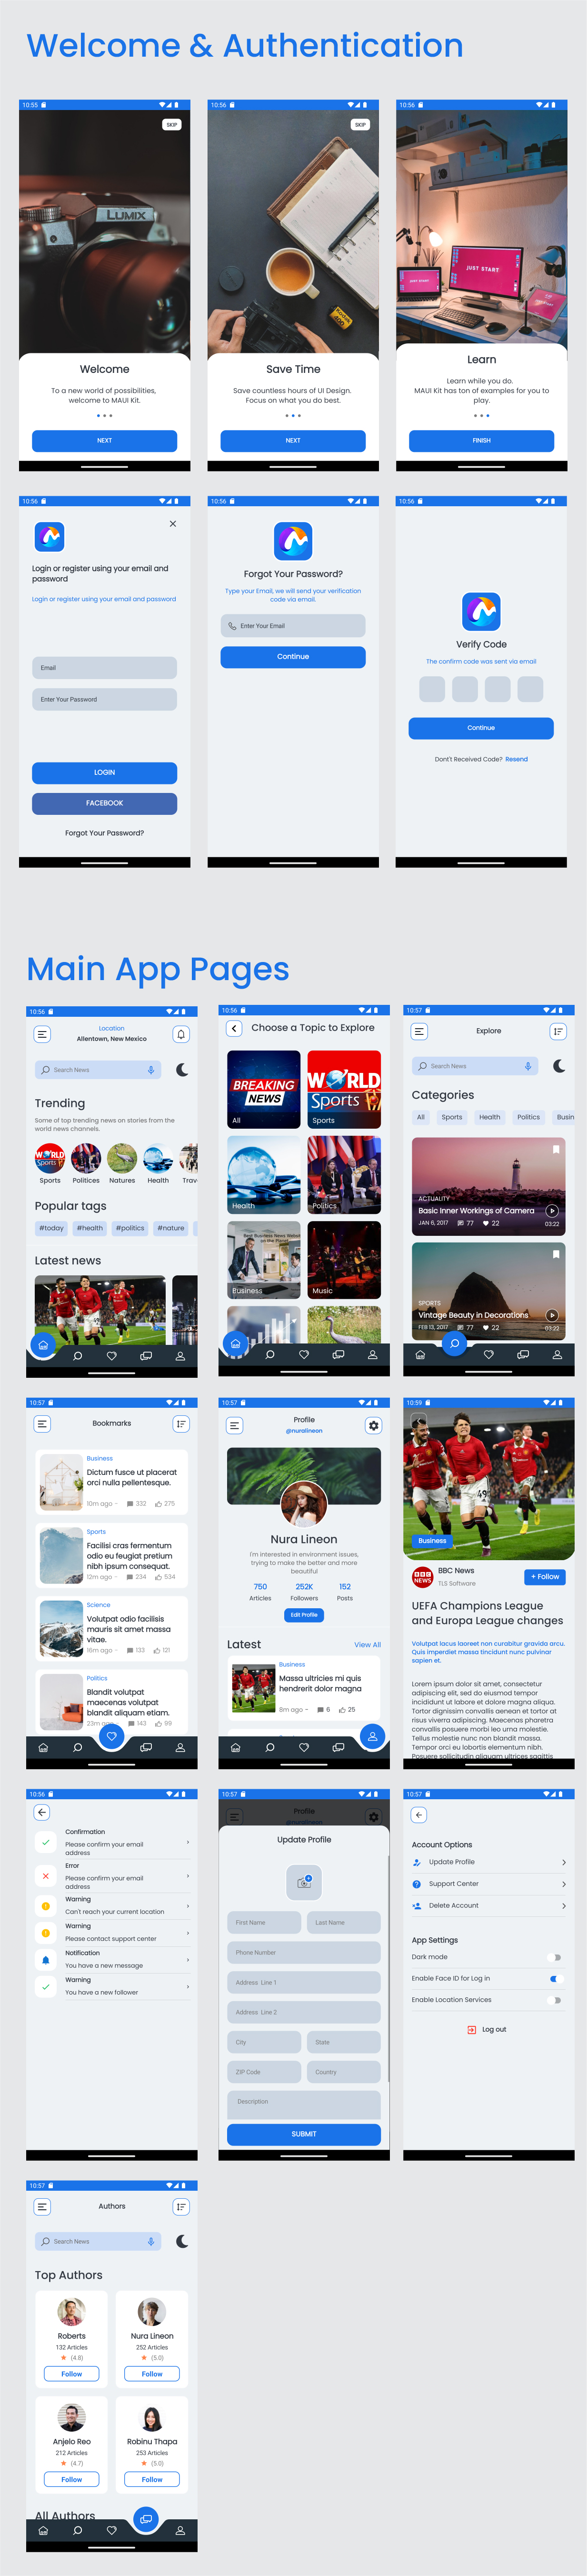 Welcome & Authentication
10:55
SKIP
LUMIX
Welcome
To a new world of possibilities,
welcome to MAUI Kit.
NEXT
10:56
SKIP
Save Time
Save countless hours of UI Design.
Focus on what you do best.
NEXT
10:56
JUST START.
JUST START.
Learn
Learn while you do.
MAUI Kit has ton of examples for you to
play.
FINISH
10:56
Login or register using your email and
password
Login or register using your email and password
Email
Enter Your Password
LOGIN
FACEBOOK
Forgot Your Password?
10:56
Forgot Your Password?
Type your Email, we will send your verification
code via email.
Enter Your Email
Continue
10:56
Verify Code
The confirm code was sent via email
Continue
Dont't Received Code? Resend
Main App Pages
10:56
Location
Allentown, New Mexico
Search News
Trending
Some of top trending news on stories from the
world news channels.
WORLD
Sports
Sports
Politices
Natures
Health
Trav
Popular tags
#today
#health
#politics
#nature
Latest news
10:56
Choose a Topic to Explore
BREAKING
NEWS
All
WORLD
Sports
Sports
Health
Politics
Best Business News Websites
on the Planet
Business
Music
10:57
Explore
Search News
Categories
All
Sports
Health
Politics
Busin
ACTUALITY
Basic Inner Workings of Camera
JAN 6, 2017
77
22
03:22
SPORTS
Vintage Beauty in Decorations
FEB 13, 2017
77
22
03:22
10:57
Bookmarks
Business
Dictum fusce ut placerat
orci nulla pellentesque.
10m ago -
332
275
Sports
Facilisi cras fermentum
odio eu feugiat pretium
nibh ipsum consequat.
12m ago -
234
534
Science
Volutpat odio facilisis
mauris sit amet massa
vitae.
16m ago -
133
121
Politics
Blandit volutpat
maecenas volutpat
blandit aliquam etiam.
23m ago
143
99
10:57
Profile
@nuralineon
Nura Lineon
I'm interested in environment issues,
trying to make the better and more
beautiful
750
252K
152
Articles
Followers
Posts
Edit Profile
Latest
View All
Business
Massa ultricies mi quis
hendrerit dolor magna
8m ago -
6
25
10:59
49
Business
BBC
NEWS
BBC News
TLS Software
+ Follow
UEFA Champions League
and Europa League changes
Volutpat lacus laoreet non curabitur gravida arcu.
Quis imperdiet massa tincidunt nunc pulvinar
sapien et.
Lorem ipsum dolor sit amet, consectetur
adipiscing elit, sed do eiusmod tempor
incididunt ut labore et dolore magna aliqua.
Tortor dignissim convallis aenean et tortor at
risus viverra adipiscing. Maecenas pharetra
convallis posuere morbi leo urna molestie.
Tellus molestie nunc non blandit massa.
Tempor orci eu lobortis elementum nibh.
Posuere sollicitudin aliquam ultrices sagittis
10:56
Confirmation
Please confirm your email
address
Error
Please confirm your email
address
Warning
Can't reach your current location
Warning
Please contact support center
Notification
You have a new message
Warning
You have a new follower
10:57
Profile
Update Profile
First Name
Last Name
Phone Number
Address Line 1
Address Line 2
City
State
ZIP Code
Country
Description
SUBMIT
10:57
Account Options
Update Profile
Support Center
Delete Account
App Settings
Dark mode
Enable Face ID for Log in
Enable Location Services
Log out
10:57
Authors
Search News
Top Authors
Roberts
132 Articles
(4.8)
Follow
Nura Lineon
252 Articles
(5.0)
Follow
Anjelo Reo
212 Articles
(4.7)
Follow
Robinu Thapa
253 Articles
(5.0)
Follow
All Authors